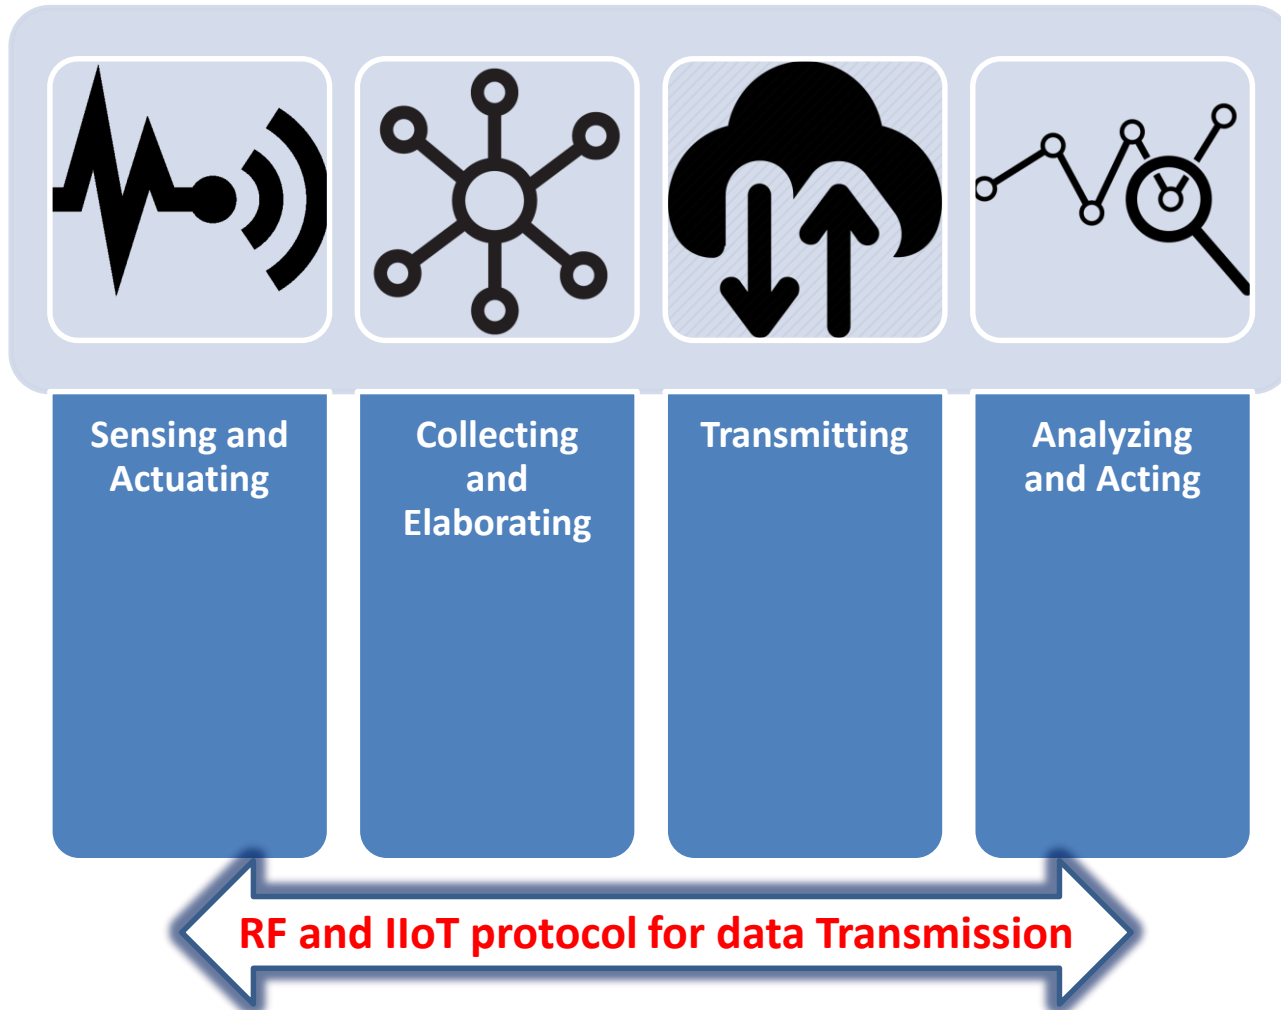 Sensing and
Actuating
Collecting
and
Elaborating
Transmitting
Analyzing
and Acting
RF and IIoT protocol for data Transmission